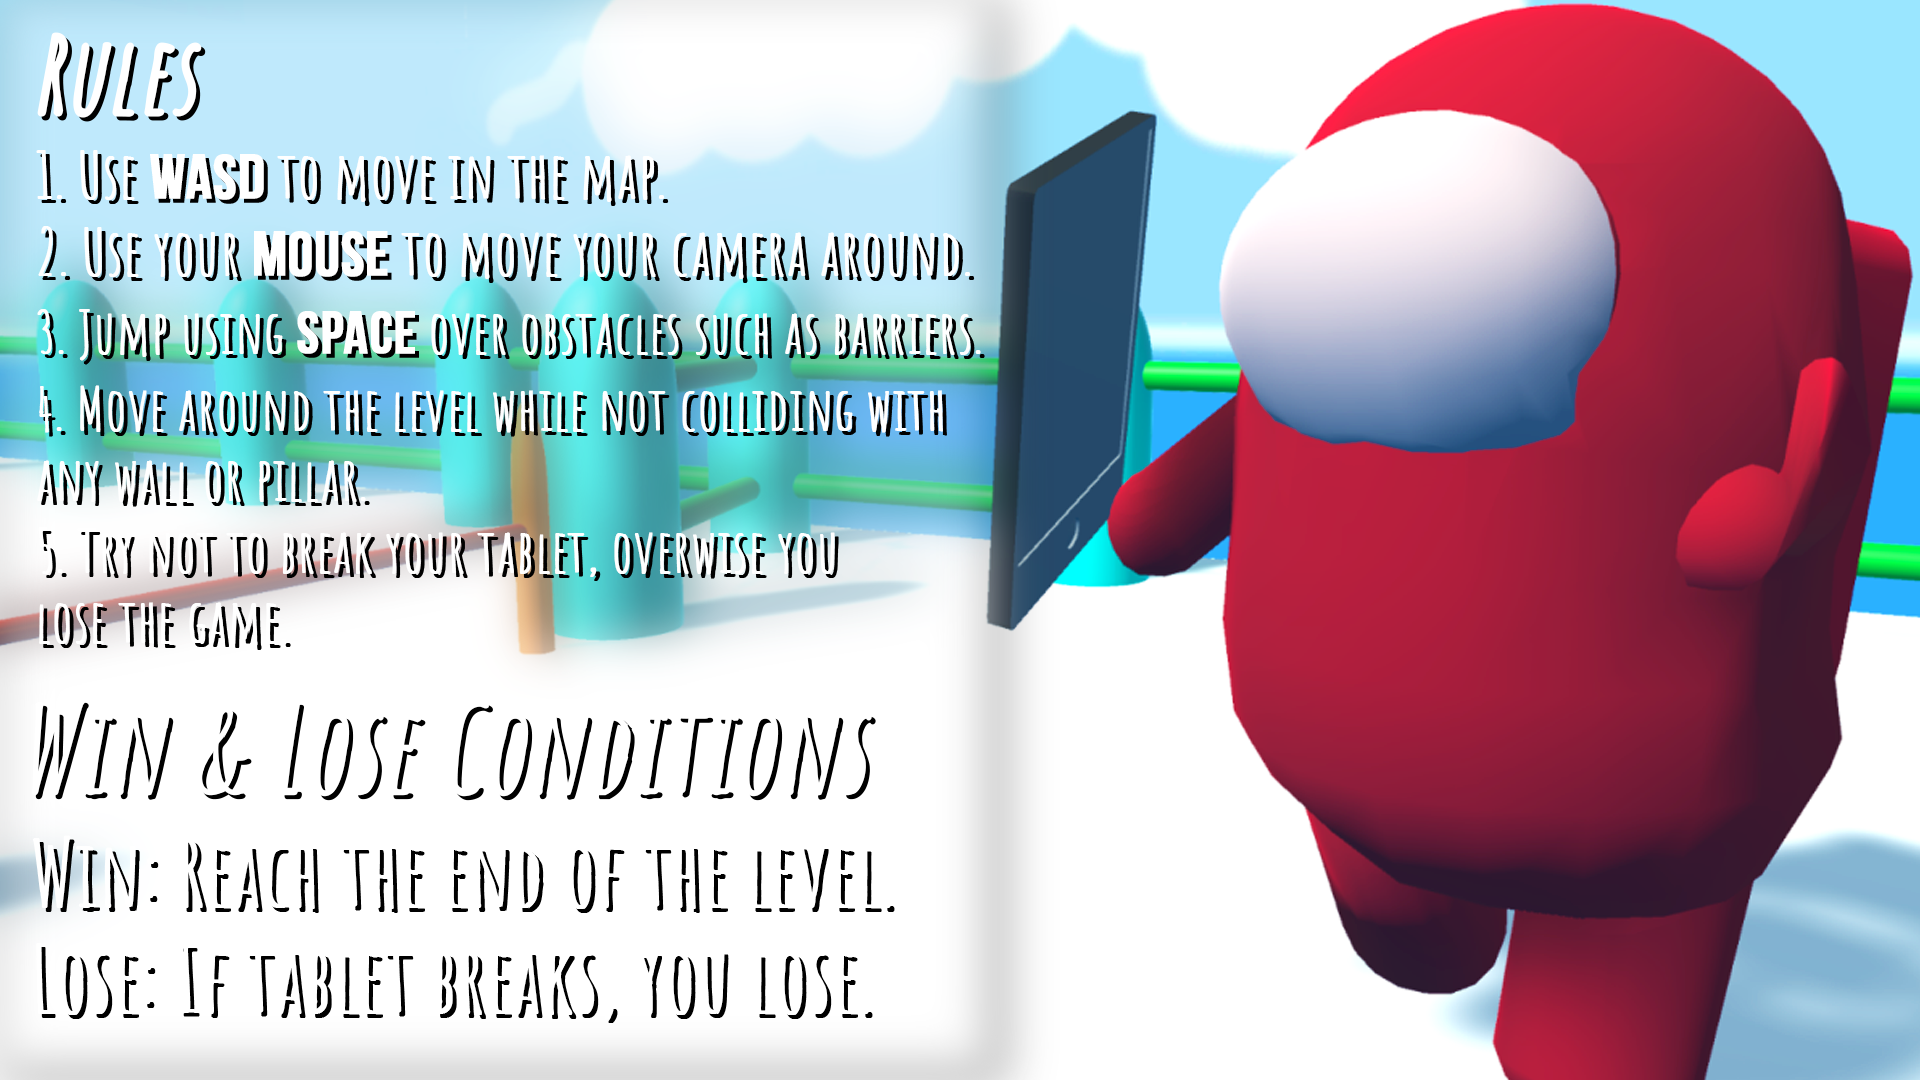 Rules
1. Use WASD to move in the map.
2. Use your MOUSE to move your camera around.
3. Jump using SPACE over obstacles such as barriers.
4. Move around the level while not colliding with
any wall or pillar.
5. Try not to break your tablet, overwise you
lose the game.
Win & Lose Conditions
Win: Reach the end of the level.
Lose: If tablet breaks, you lose.